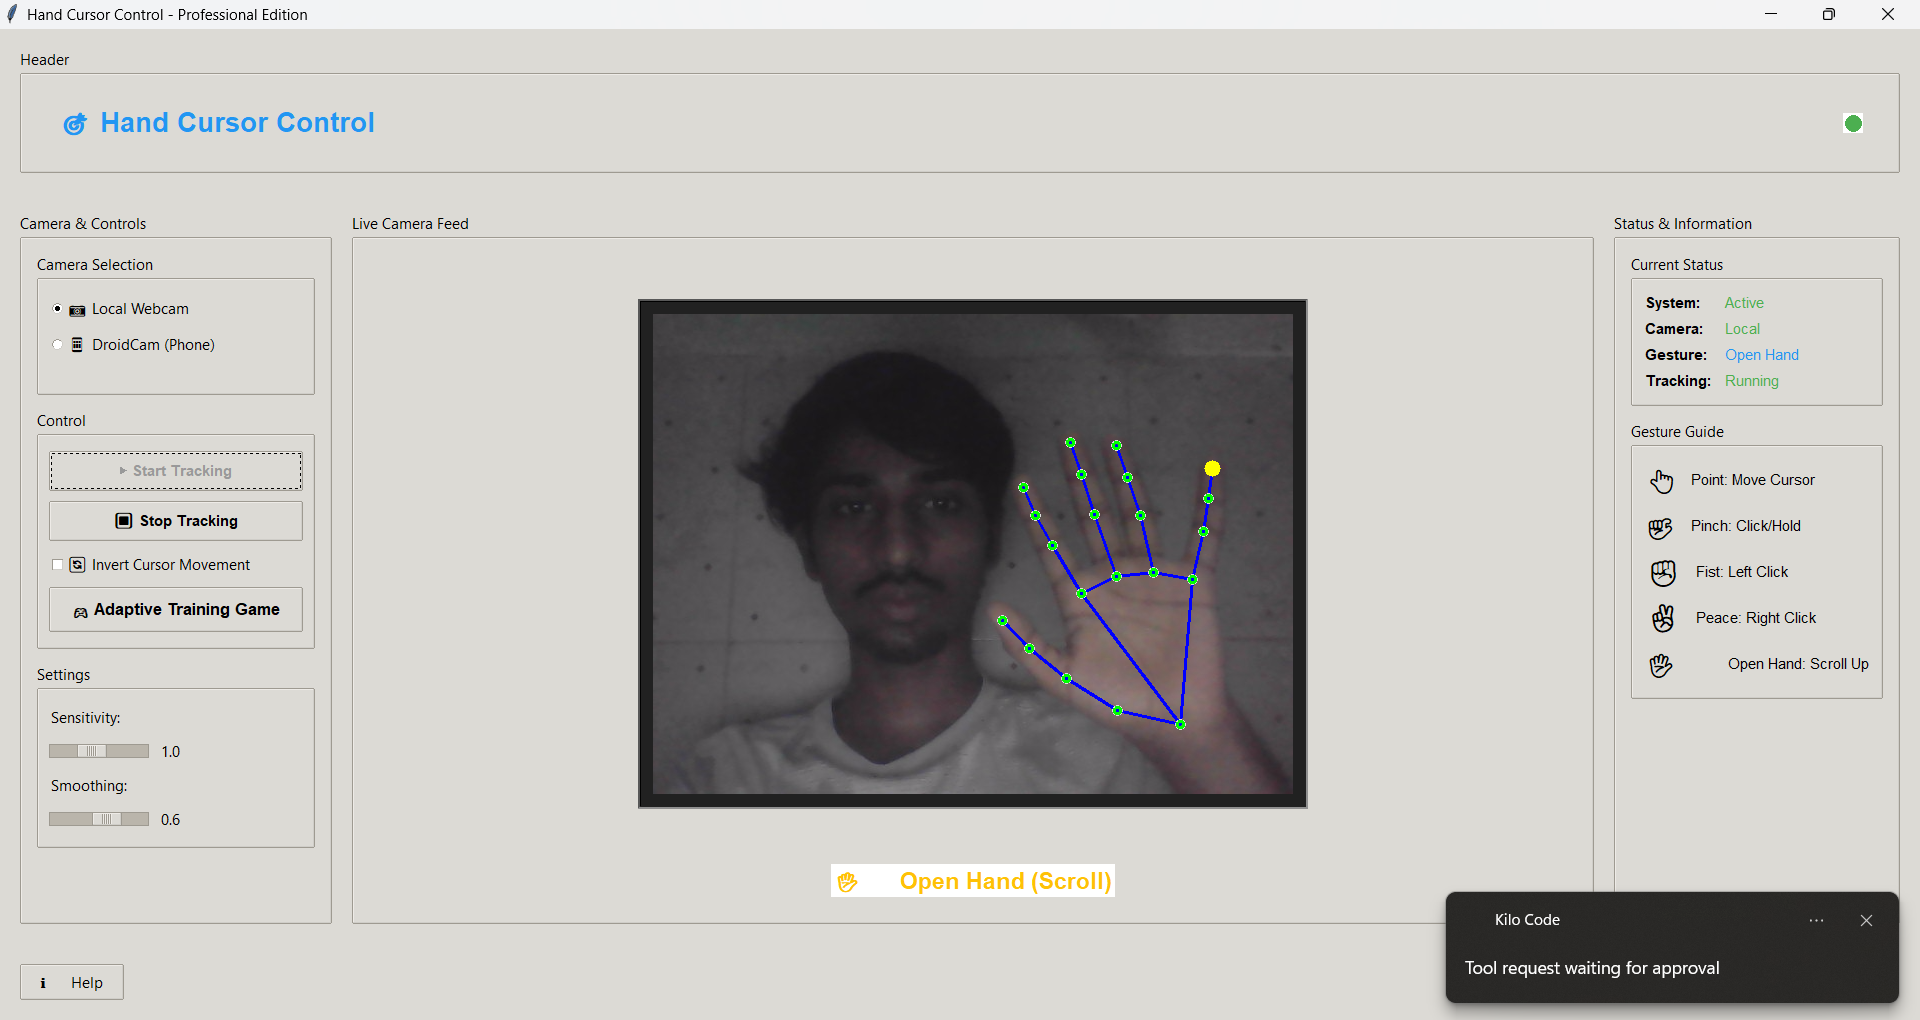 Hand Cursor Control - Professional Edition
Header
Hand Cursor Control
Camera & Controls
Camera Selection
Local Webcam
DroidCam (Phone)
Control
Start Tracking
Stop Tracking
Invert Cursor Movement
Adaptive Training Game
Settings
Sensitivity:
1.0
Smoothing:
0.6
Live Camera Feed
Open Hand (Scroll)
Status & Information
Current Status
System: Active
Camera: Local
Gesture: Open Hand
Tracking: Running
Gesture Guide
Point: Move Cursor
Pinch: Click/Hold
Fist: Left Click
Peace: Right Click
Open Hand: Scroll Up
i Help
Kilo Code
Tool request waiting for approval